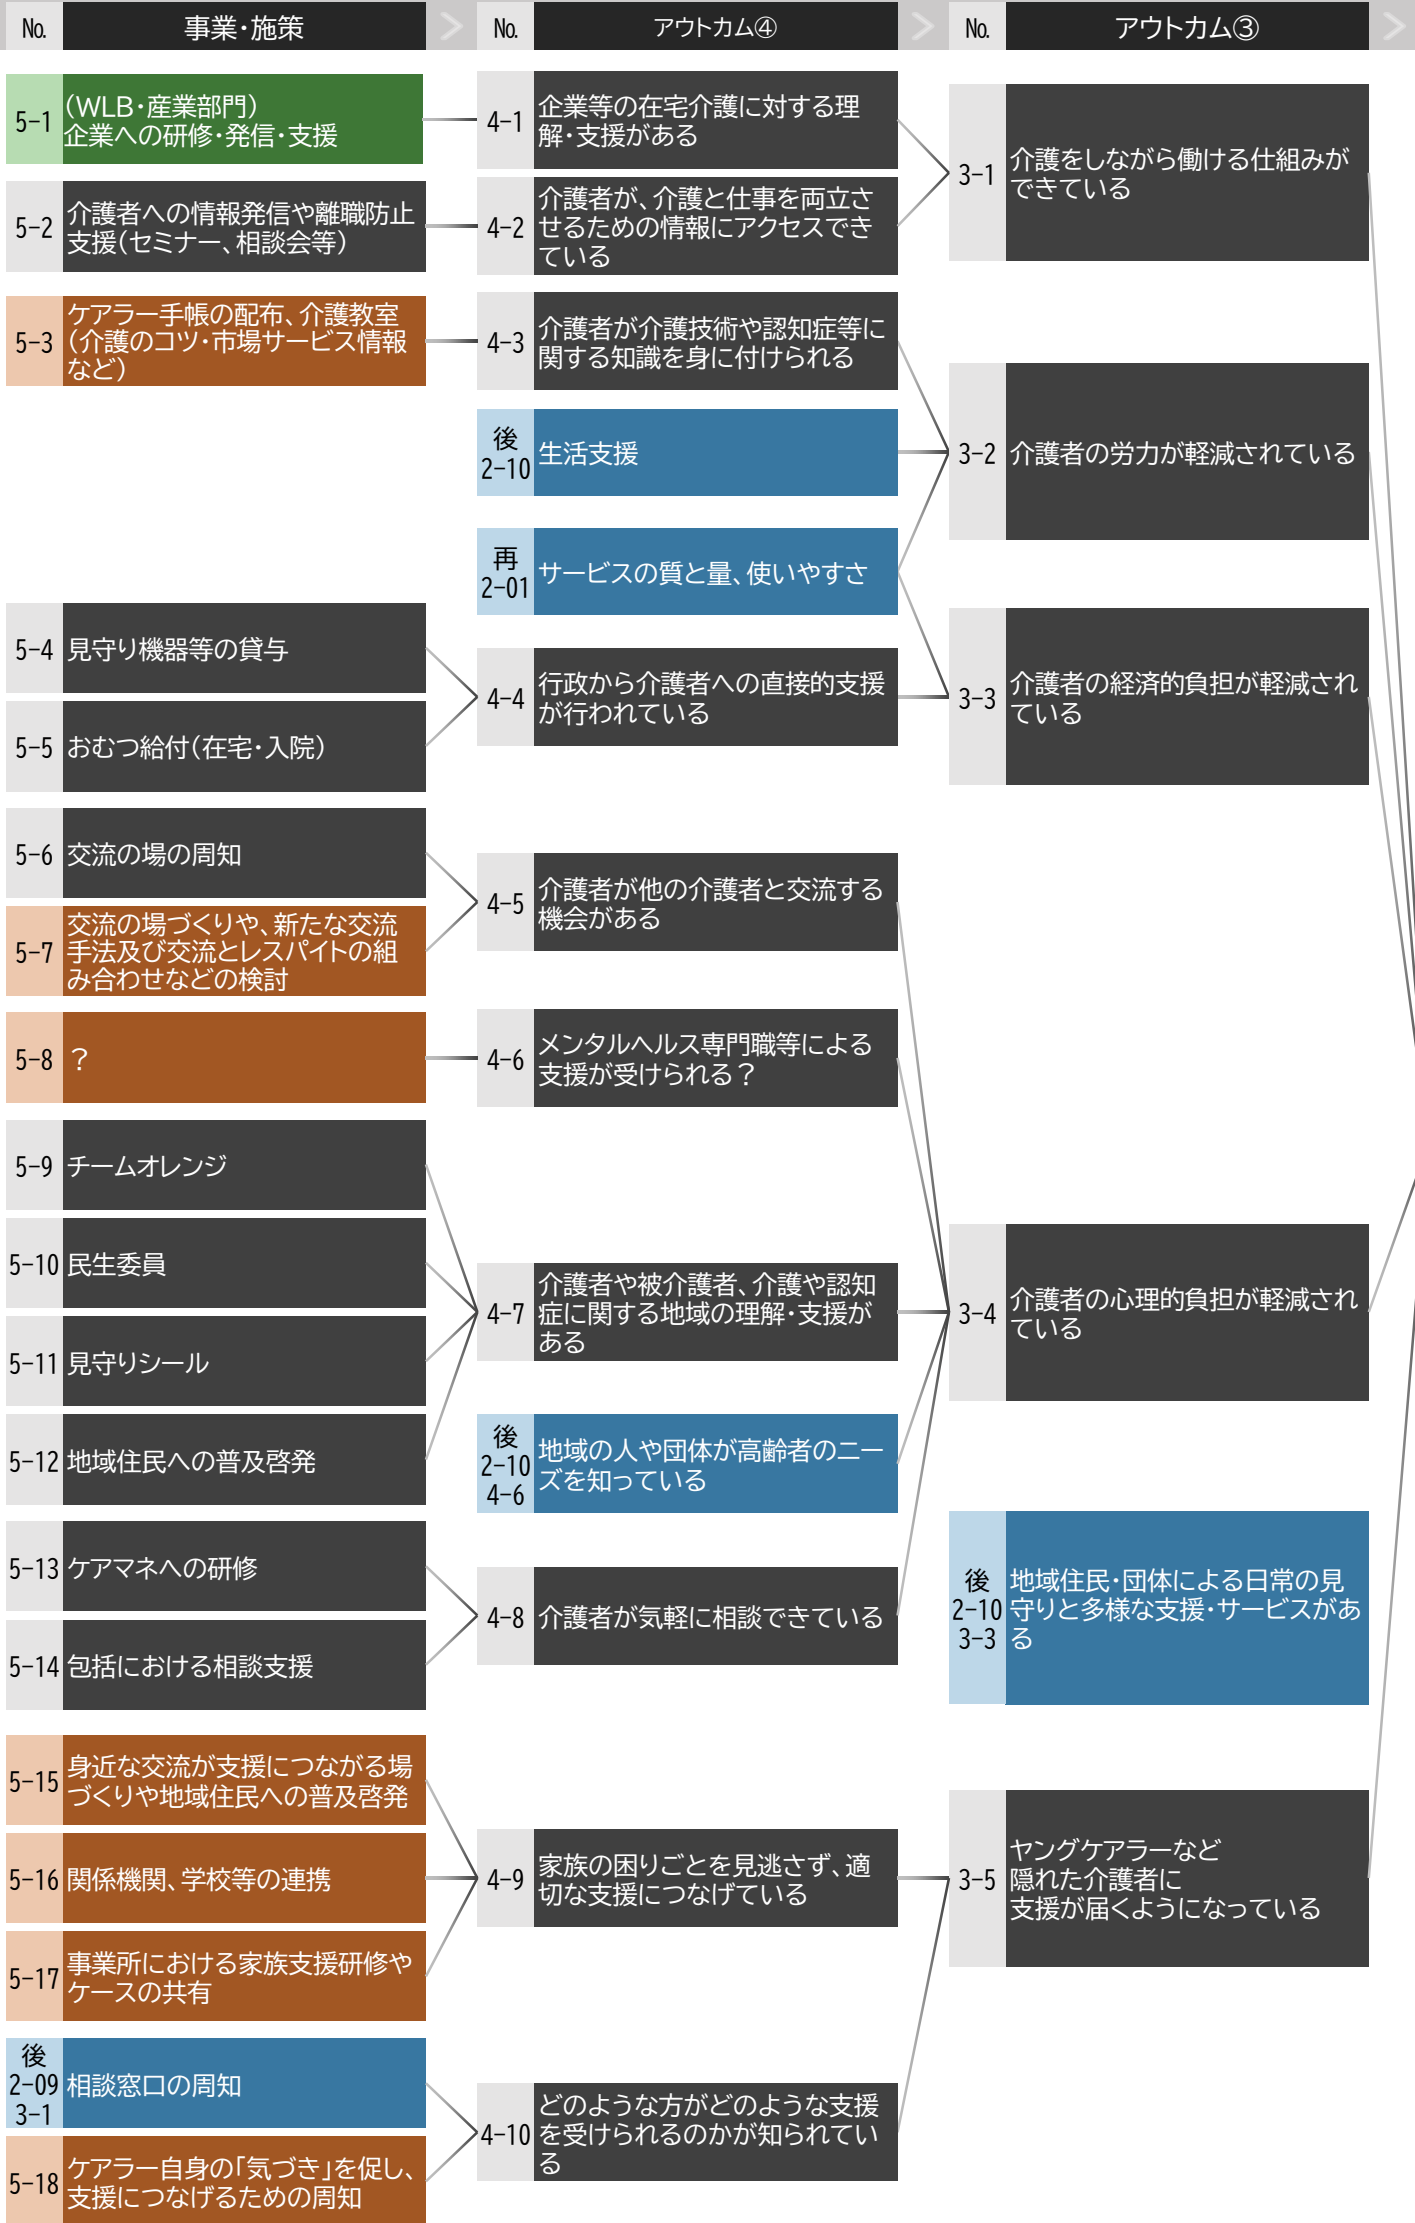 No. 事業・施策 No. アウトカム④ No. アウトカム③
5-1
(WLB・産業部門)
企業への研修・発信・支援
5-2
介護者への情報発信や離職防止
支援(セミナー、相談会等)
5-3
ケアラー手帳の配布、介護教室
(介護のコツ・市場サービス情報
など)
5-4
見守り機器等の貸与
5-5
おむつ給付(在宅・入院)
5-6
交流の場の周知
5-7
交流の場づくりや、新たな交流
手法及び交流とレスパイトの組
み合わせなどの検討
5-8
?
5-9
チームオレンジ
5-10
民生委員
5-11
見守りシール
5-12
地域住民への普及啓発
5-13
ケアマネへの研修
5-14
包括における相談支援
5-15
身近な交流が支援につながる場
づくりや地域住民への普及啓発
5-16
関係機関、学校等の連携
5-17
事業所における家族支援研修や
ケースの共有
後
2-09
3-1
相談窓口の周知
5-18
ケアラー自身の「気づき」を促し、
支援につなげるための周知
4-1
企業等の在宅介護に対する理
解・支援がある
4-2
介護者が、介護と仕事を両立さ
せるための情報にアクセスでき
ている
4-3
介護者が介護技術や認知症等に
関する知識を身に付けられる
後
2-10
生活支援
再
2-01
サービスの質と量、使いやすさ
4-4
行政から介護者への直接的支援
が行われている
4-5
介護者が他の介護者と交流する
機会がある
4-6
メンタルヘルス専門職等による
支援が受けられる?
4-7
介護者や被介護者、介護や認知
症に関する地域の理解・支援が
ある
後
2-10
4-6
地域の人や団体が高齢者のニー
ズを知っている
4-8
介護者が気軽に相談できている
4-9
家族の困りごとを見逃さず、適
切な支援につなげている
4-10
どのような方がどのような支援
を受けられるのかが知られてい
る
3-1
介護をしながら働ける仕組みが
できている
3-2
介護者の労力が軽減されている
3-3
介護者の経済的負担が軽減され
ている
3-4
介護者の心理的負担が軽減され
ている
後
2-10
3-3
地域住民・団体による日常の見
守りと多様な支援・サービスがあ
る
3-5
ヤングケアラーなど
隠れた介護者に
支援が届くようになっている